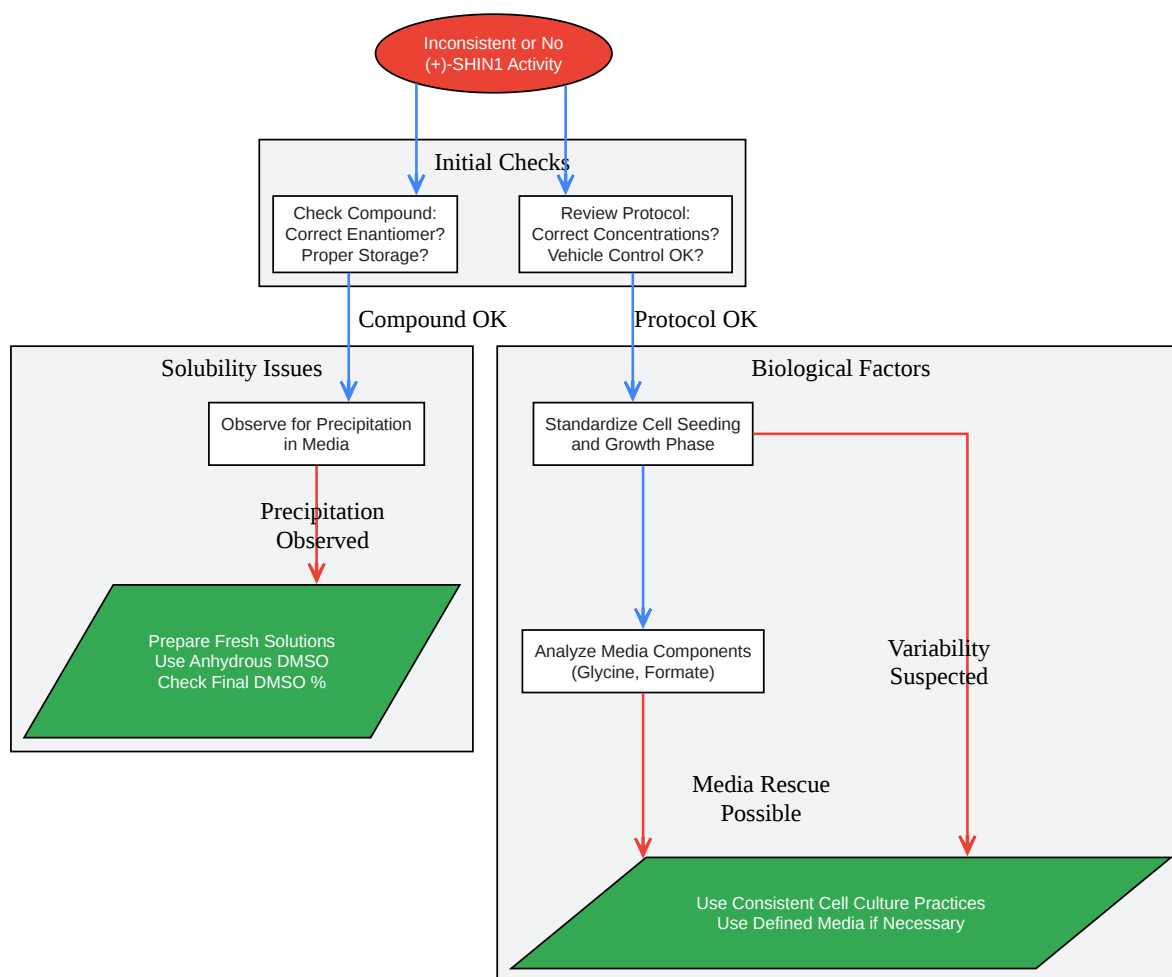 Inconsistent or No
(+)-SHIN1 Activity
Initial Checks
Check Compound:
Correct Enantiomer?
Proper Storage?
Review Protocol:
Correct Concentrations?
Vehicle Control OK?
Compound OK
Protocol OK
Solubility Issues
Observe for Precipitation
in Media
Precipitation
Observed
Prepare Fresh Solutions
Use Anhydrous DMSO
Check Final DMSO %
Biological Factors
Standardize Cell Seeding
and Growth Phase
Analyze Media Components
(Glycine, Formate)
Variability
Suspected
Media Rescue
Possible
Use Consistent Cell Culture Practices
Use Defined Media if Necessary